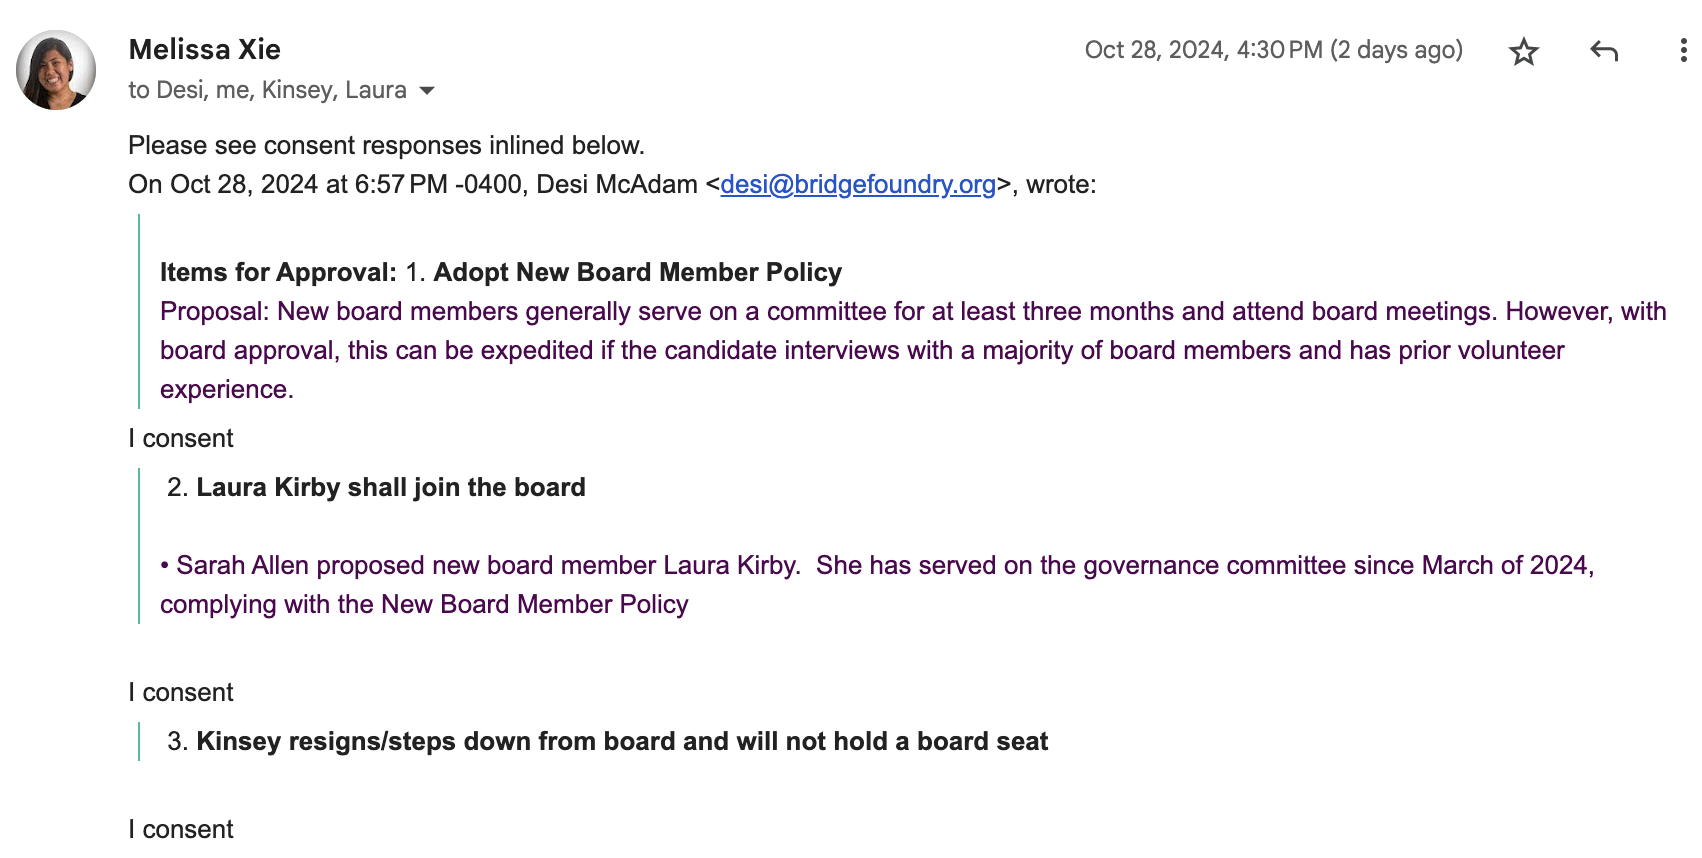 Melissa Xie
Oct 28, 2024, 4:30 PM (2 days ago)
to Desi, me, Kinsey, Laura
Please see consent responses inlined below.
On Oct 28, 2024 at 6:57 PM -0400, Desi McAdam <desi@bridgefoundry.org>, wrote:
Items for Approval: 1. Adopt New Board Member Policy
Proposal: New board members generally serve on a committee for at least three months and attend board meetings. However, with
board approval, this can be expedited if the candidate interviews with a majority of board members and has prior volunteer
experience.
I consent
2. Laura Kirby shall join the board
• Sarah Allen proposed new board member Laura Kirby.  She has served on the governance committee since March of 2024,
complying with the New Board Member Policy
I consent
3. Kinsey resigns/steps down from board and will not hold a board seat
I consent